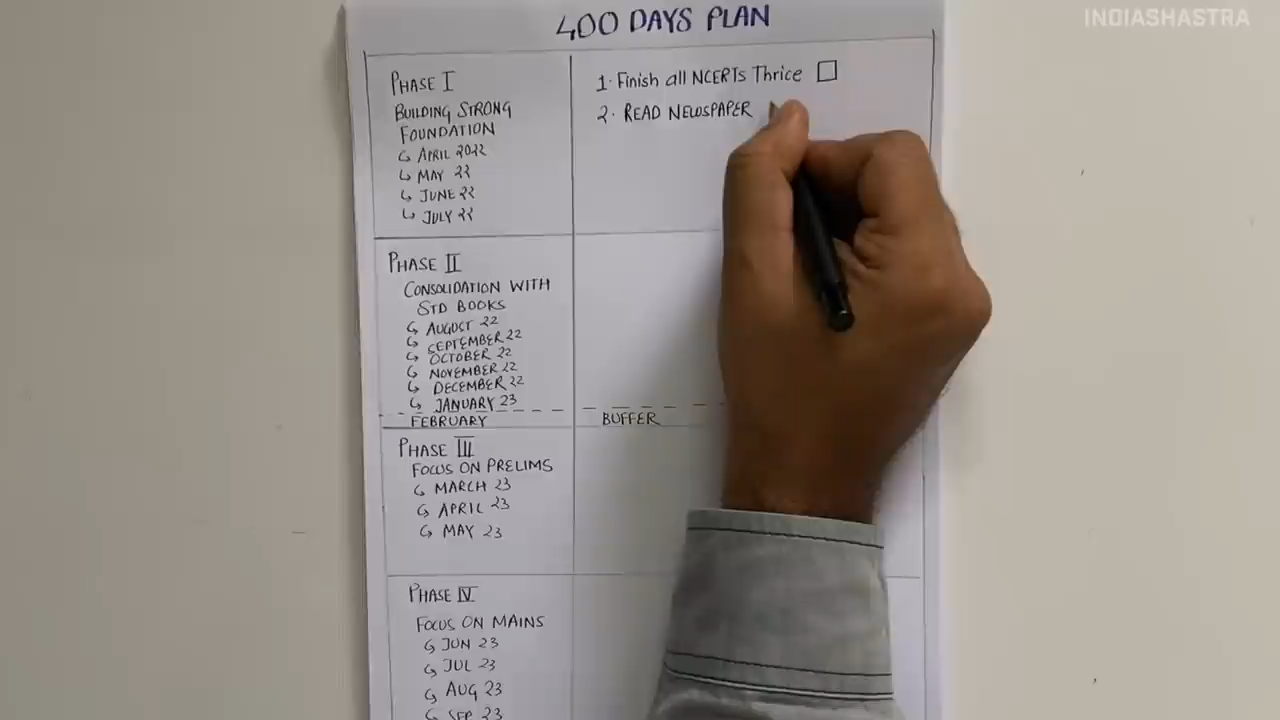 INDIASHASTRA
400 DAYS PLAN
PHASE I
BUILDING STRONG
FOUNDATION
↳ APRIL 2022
↳ MAY 22
↳ JUNE 22
↳ JULY 22
1. Finish all NCERTs Thrice □
2. READ NEWSPAPER
PHASE II
CONSOLIDATION WITH
STD BOOKS
↳ AUGUST 22
↳ SEPTEMBER 22
↳ OCTOBER 22
↳ NOVEMBER 22
↳ DECEMBER 22
↳ JANUARY 23
FEBRUARY
BUFFER
PHASE III
FOCUS ON PRELIMS
↳ MARCH 23
↳ APRIL 23
↳ MAY 23
PHASE IV
FOCUS ON MAINS
↳ JUN 23
↳ JUL 23
↳ AUG 23
↳ SEP 23